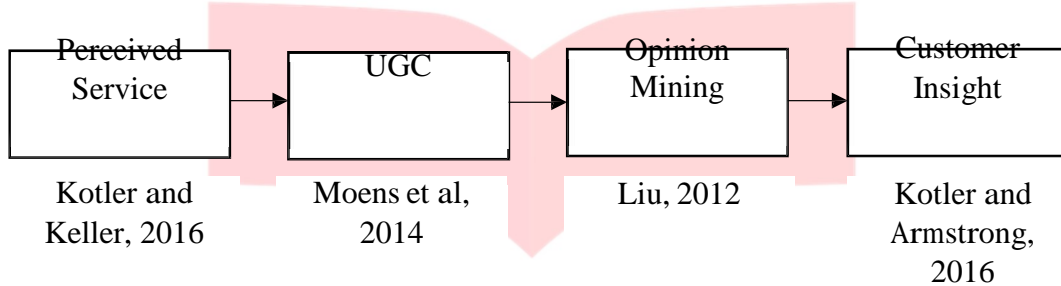 Perceived
Service
UGC
Opinion
Mining
Customer
Insight
Kotler and
Keller, 2016
Moens et al,
2014
Liu, 2012
Kotler and
Armstrong,
2016